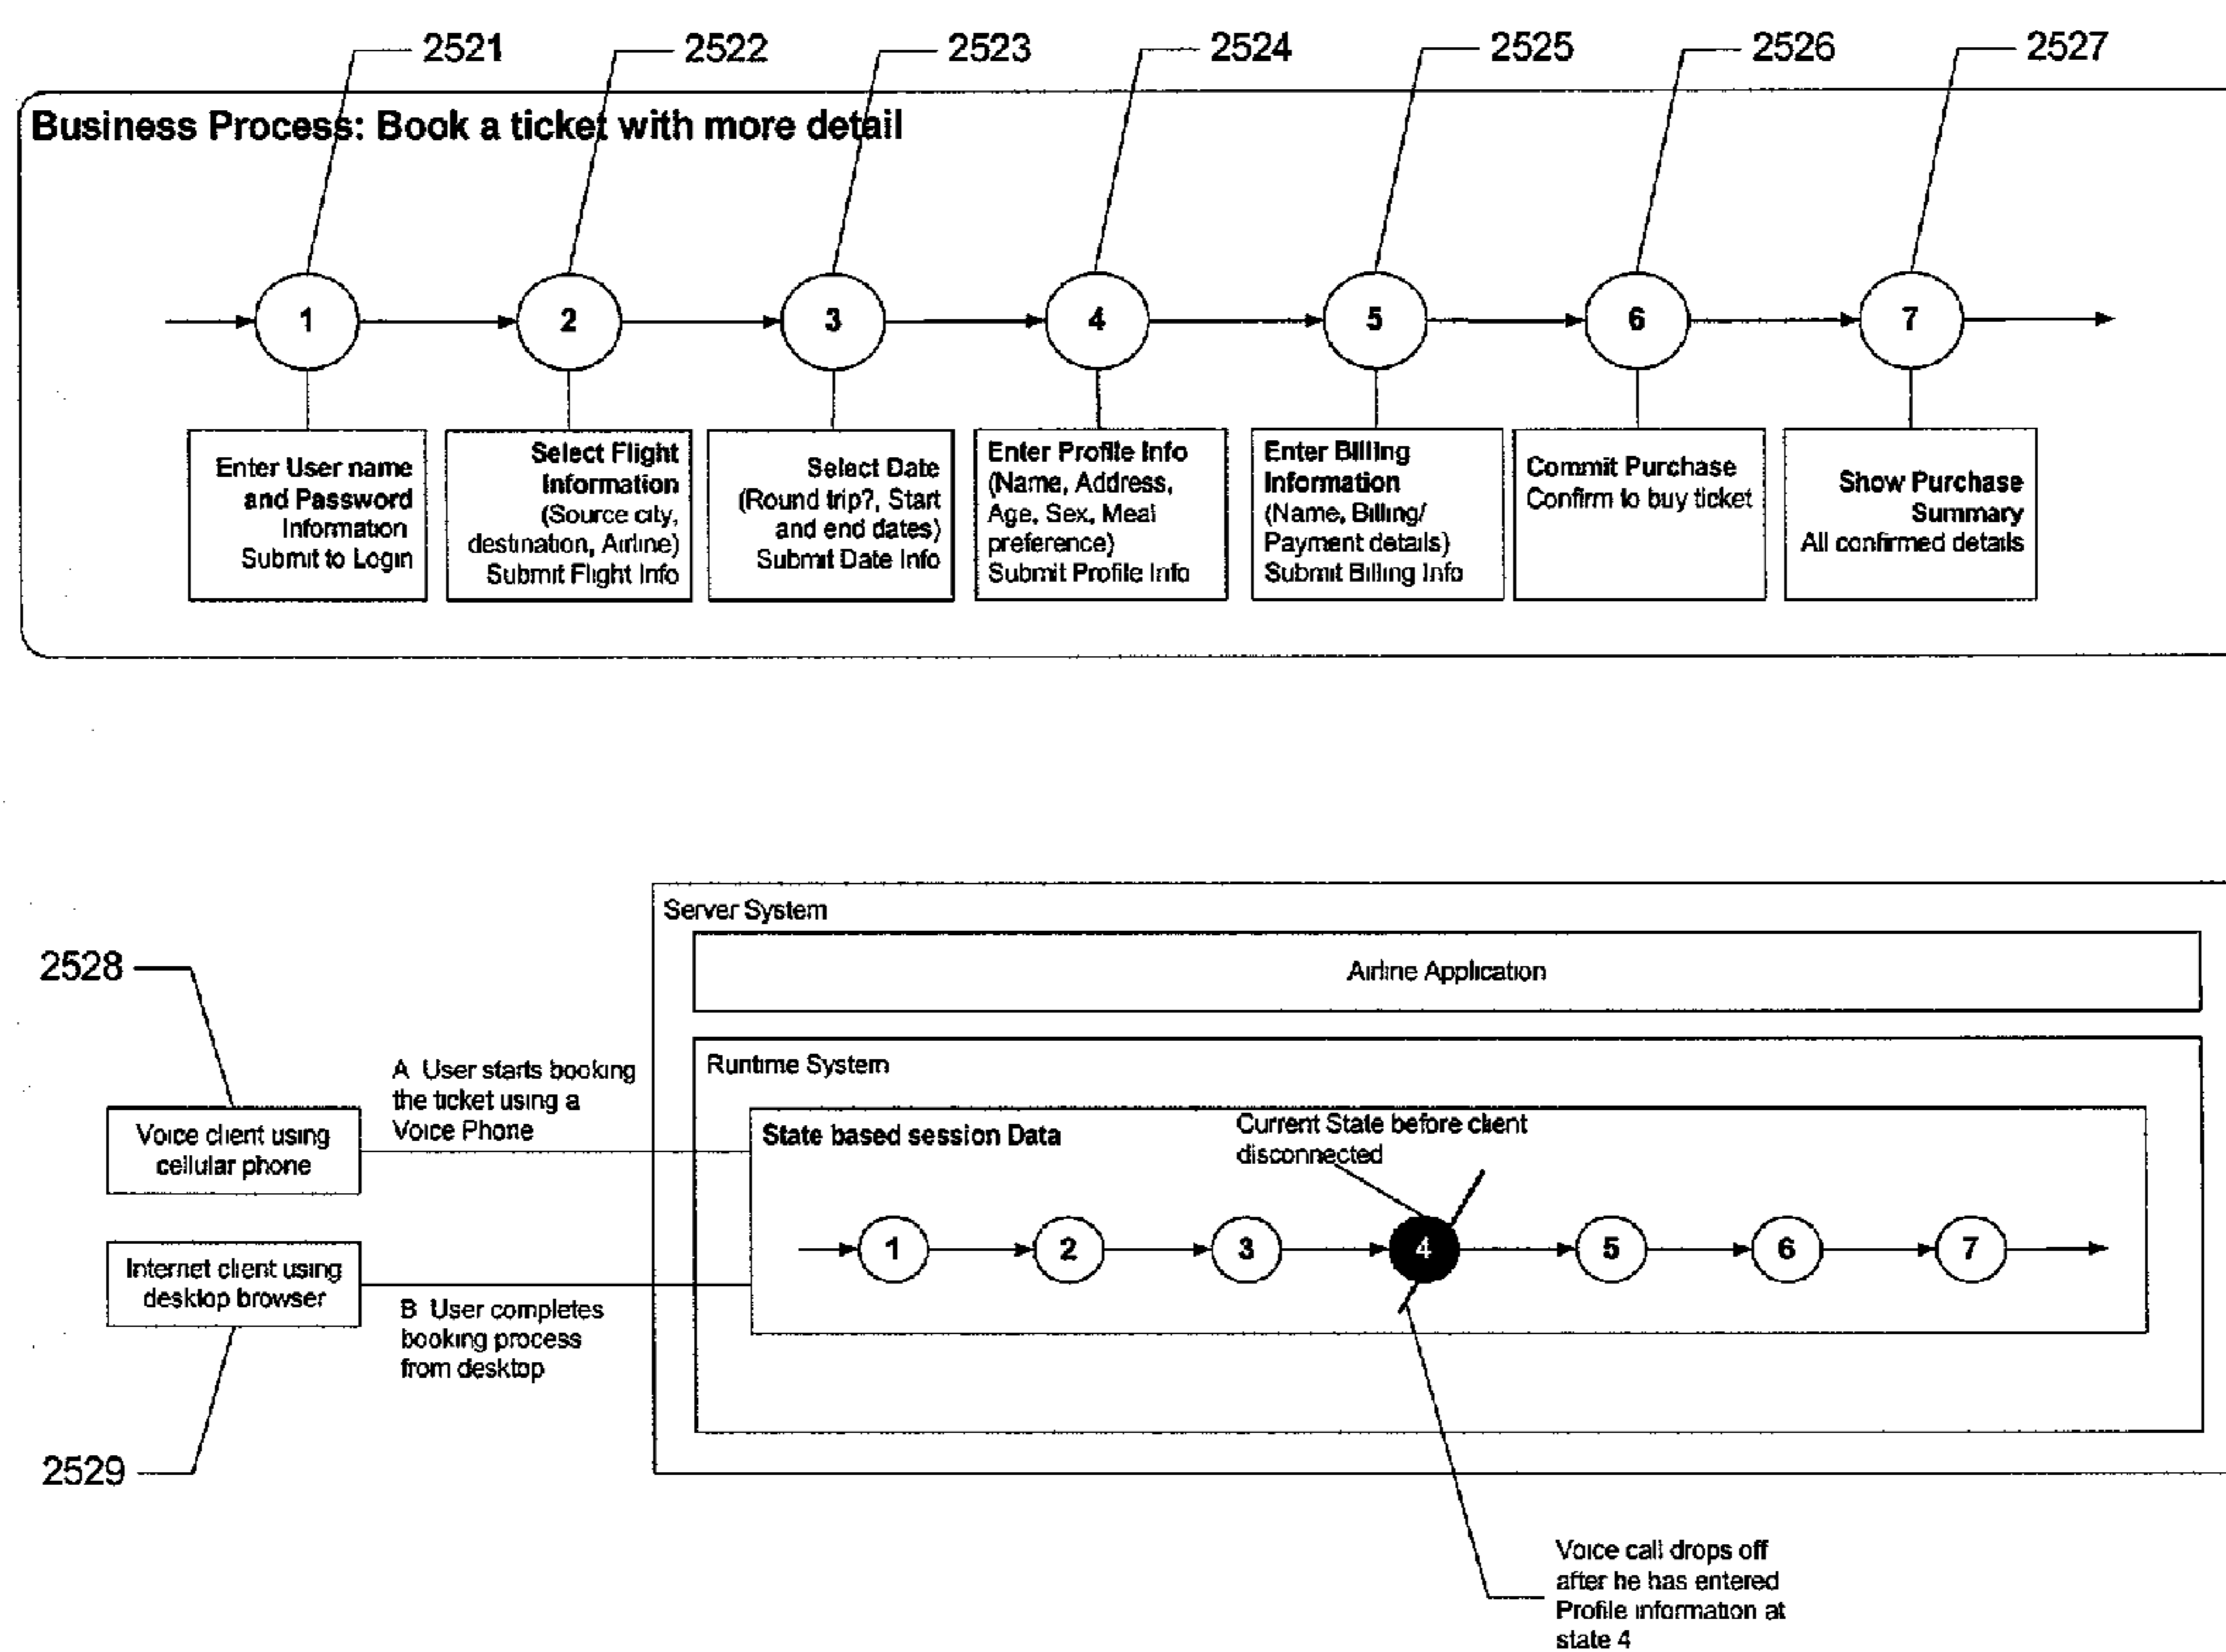 2521
2522
2523
2524
2525
2526
2527
Business Process: Book a ticket with more detail
1
2
3
4
5
6
7
Enter User name
and Password
Information
Submit to Login
Select Flight
Information
(Source city,
destination, Airline)
Submit Flight Info
Select Date
(Round trip?, Start
and end dates)
Submit Date Info
Enter Profile Info
(Name, Address,
Age, Sex, Meal
preference)
Submit Profile Info
Enter Billing
Information
(Name, Billing/
Payment details)
Submit Billing Info
Commit Purchase
Confirm to buy ticket
Show Purchase
Summary
All confirmed details
Server System
Airline Application
2528
A User starts booking
the ticket using a
Voice Phone
Runtime System
Voice client using
cellular phone
State based session Data
Current State before client
disconnected
1
2
3
4
5
6
7
Internet client using
desktop browser
B User completes
booking process
from desktop
2529
Voice call drops off
after he has entered
Profile information at
state 4